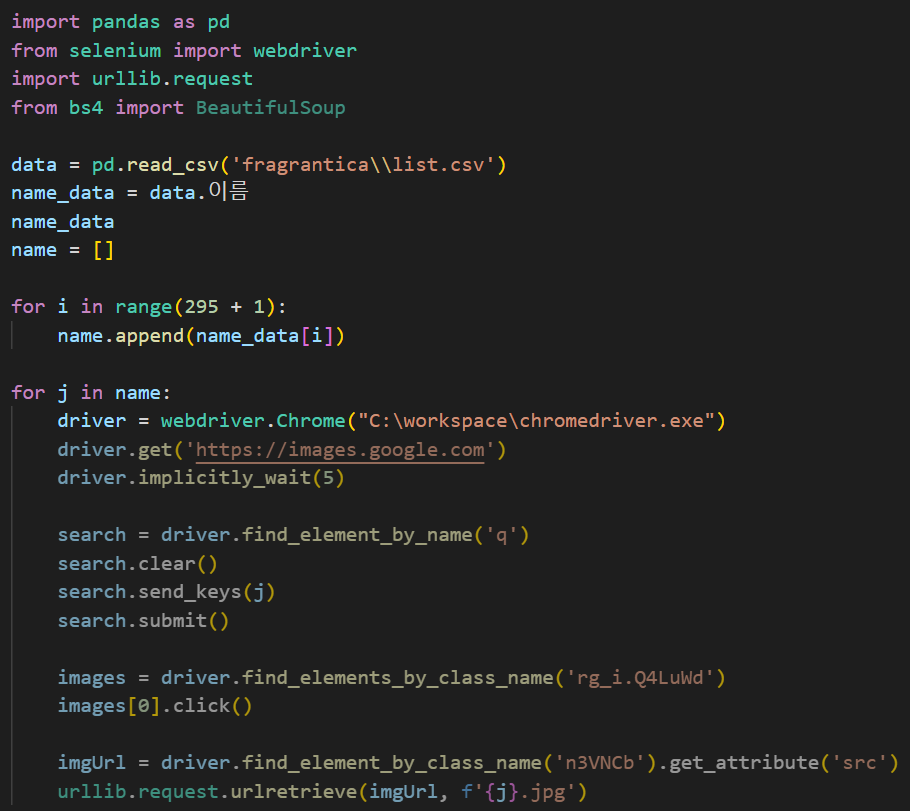 import pandas as pd
from selenium import webdriver
import urllib.request
from bs4 import BeautifulSoup
data = pd.read_csv('fragrantica\\list.csv')
name_data = data.이름
name_data
name = []
for i in range(295 + 1):
    name.append(name_data[i])
for j in name:
    driver = webdriver.Chrome("C:\workspace\chromedriver.exe")
    driver.get('https://images.google.com')
    driver.implicitly_wait(5)
    search = driver.find_element_by_name('q')
    search.clear()
    search.send_keys(j)
    search.submit()
    images = driver.find_elements_by_class_name('rg_i.Q4LuWd')
    images[0].click()
    imgUrl = driver.find_element_by_class_name('n3VNCb').get_attribute('src')
    urllib.request.urlretrieve(imgUrl, f'{j}.jpg')